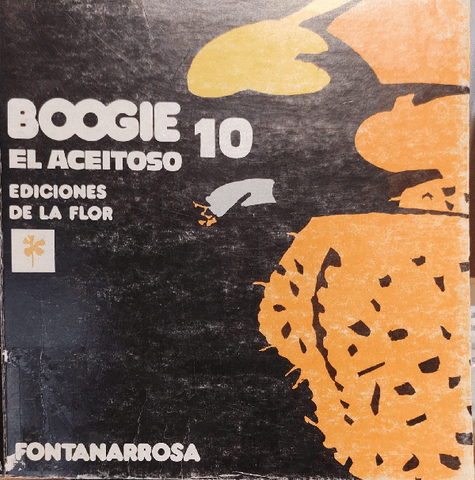 BOOGIE 10
EL ACEITOSO
EDICIONES
DE LA FLOR
FONTANARROSA